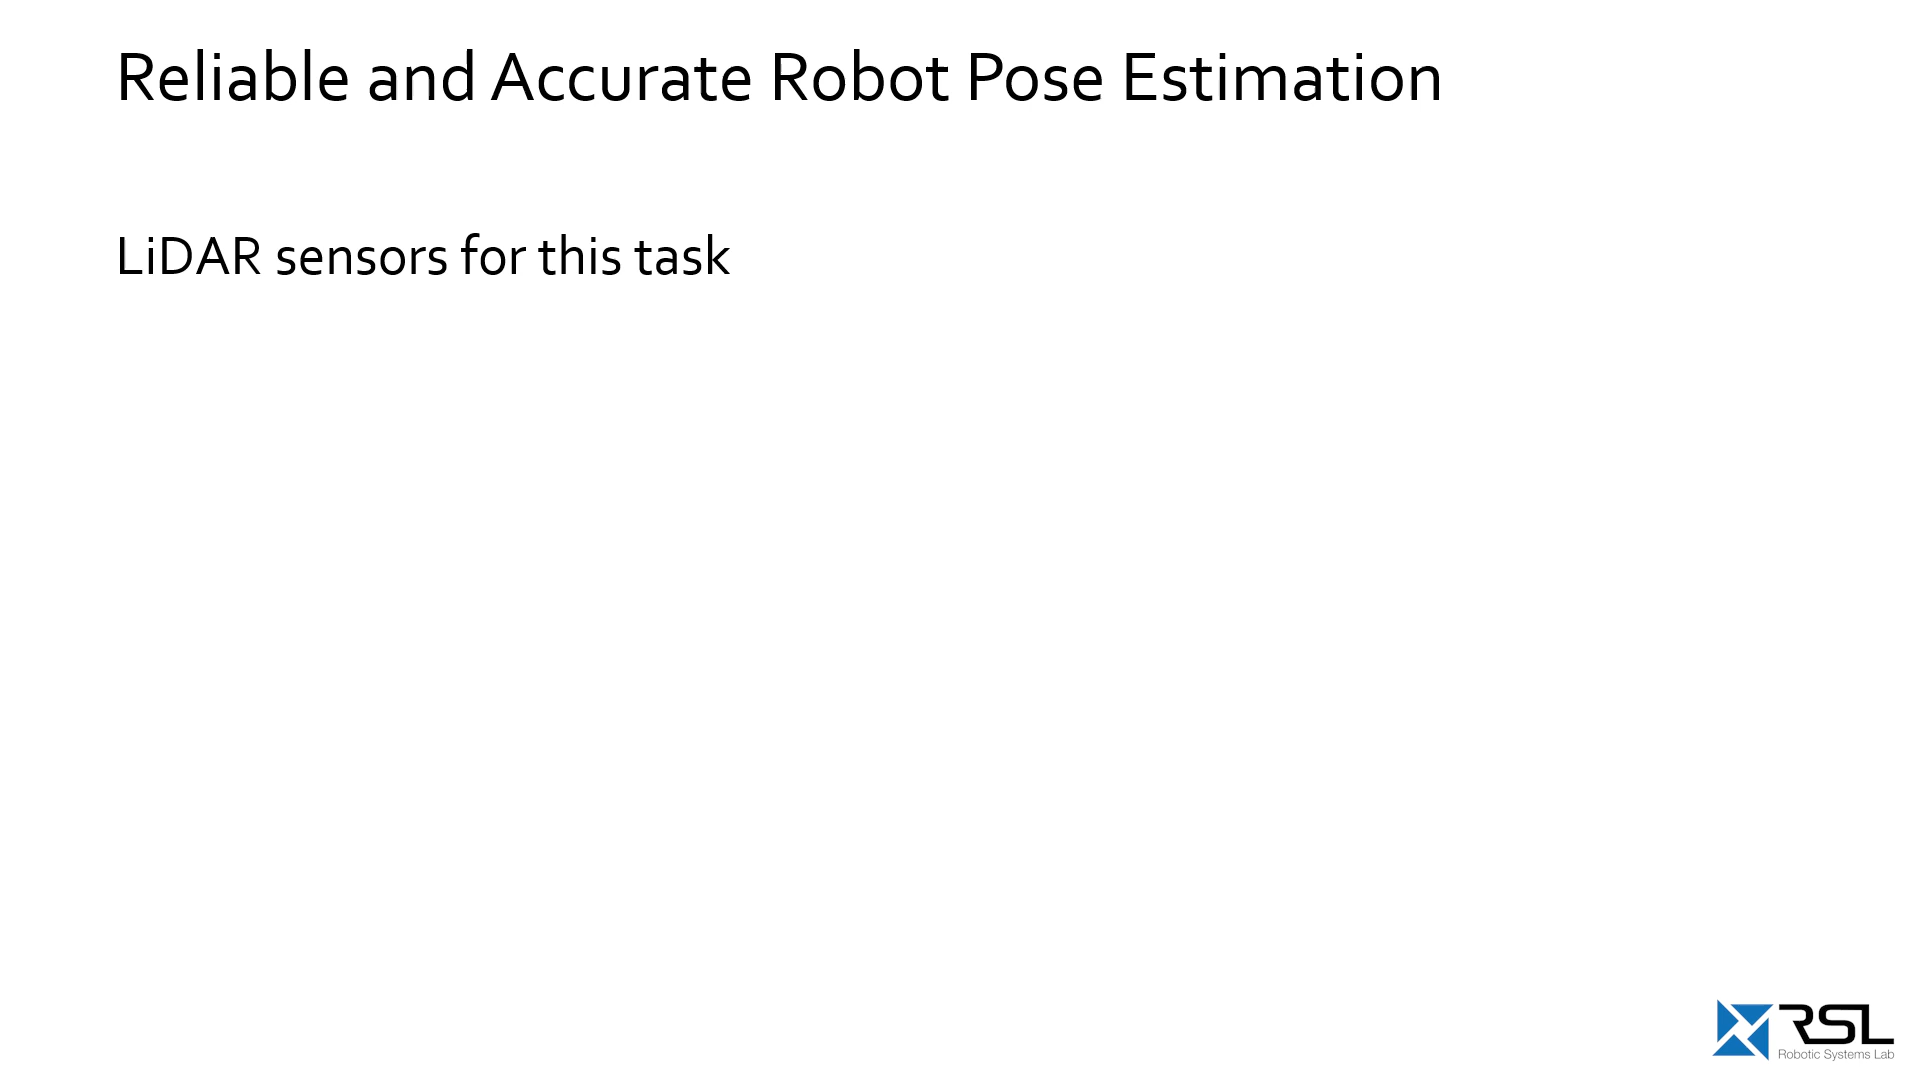 Reliable and Accurate Robot Pose Estimation
LiDAR sensors for this task
RSL
Robotic Systems Lab